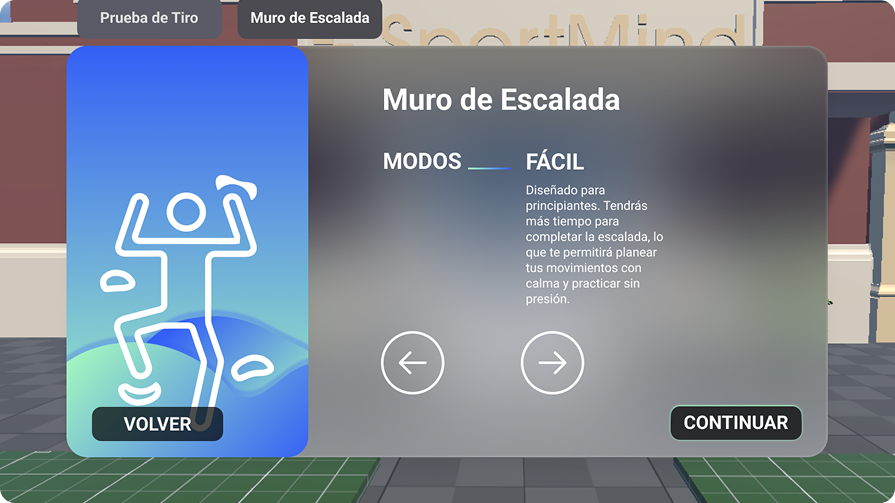 Prueba de Tiro
Muro de Escalada
SportMind
Muro de Escalada
MODOS
FÁCIL
Diseñado para
principiantes. Tendrás
más tiempo para
completar la escalada, lo
que te permitirá planear
tus movimientos con
calma y practicar sin
presión.
VOLVER
CONTINUAR